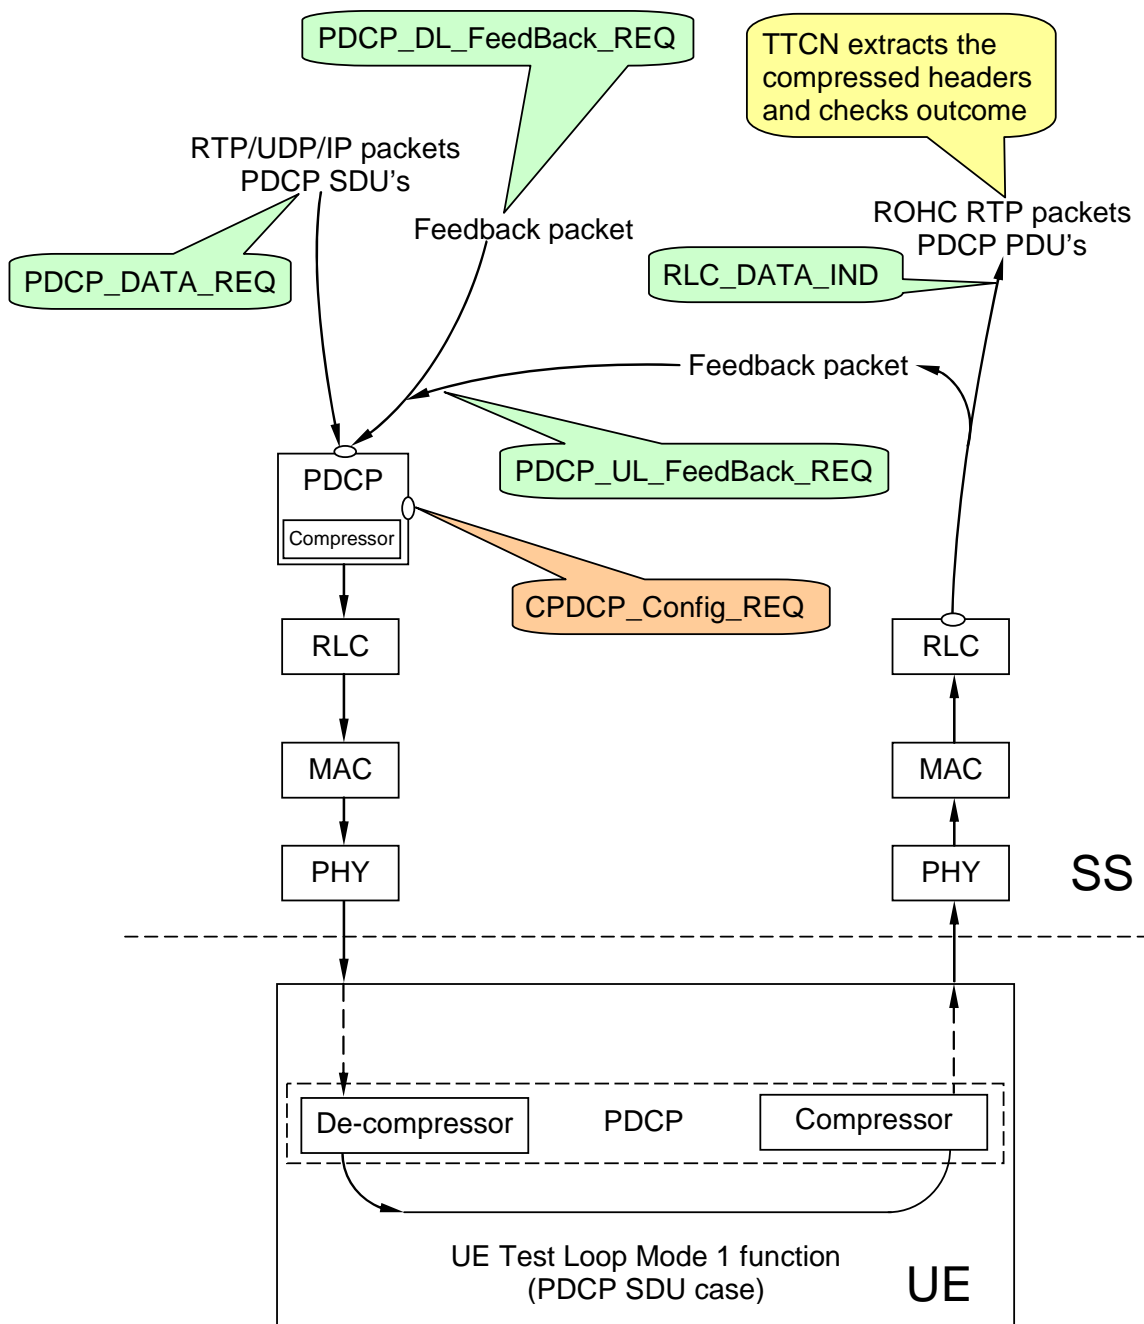 PDCP_DL_FeedBack_REQ
TTCN extracts the
compressed headers
and checks outcome
RTP/UDP/IP packets
PDCP SDU's
Feedback packet
ROHC RTP packets
PDCP PDU's
PDCP_DATA_REQ
RLC_DATA_IND
Feedback packet
PDCP_UL_FeedBack_REQ
PDCP
Compressor
CPDCP_Config_REQ
RLC
RLC
MAC
MAC
PHY
PHY
SS
De-compressor
PDCP
Compressor
UE Test Loop Mode 1 function
(PDCP SDU case)
UE